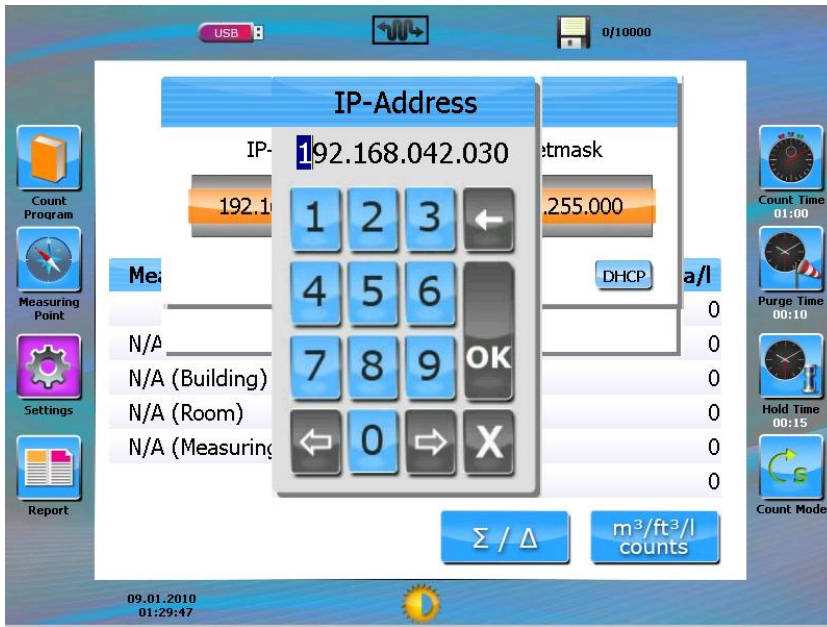 USB
0/10000
IP-Address
192.168.042.030
IP-
etmask
192.1
.255.000
1 2 3
4 5 6
7 8 9 OK
0 X
DHCP
Mea
a/l
0
N/A
0
N/A (Building)
0
N/A (Room)
0
N/A (Measuring
0
0
Σ / Δ
m³/ft³/l
counts
Count
Program
Measuring
Point
Settings
Report
Count Time
01:00
Purge Time
00:10
Hold Time
00:15
S
Count Mode
09.01.2010
01:29:47